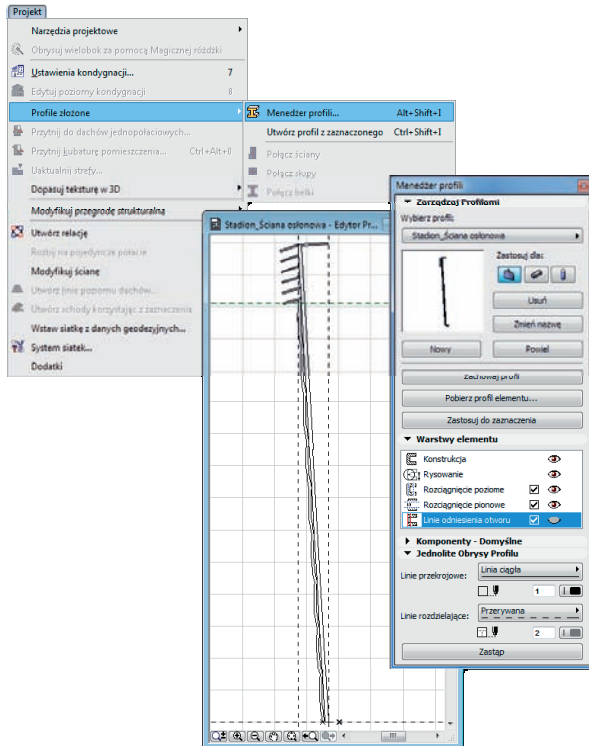 Projekt
Narzędzia projektowe
Obrysuj wielobok za pomocą Magicznej różdżki
Ustawienia kondygnacji... 7
Edytuj poziomy kondygnacji 8
Profile złożone
Przytnij do dachów jednopołaciowych...
Przytnij kubaturę pomieszczenia... Ctrl+Alt+0
Uaktualnij strefy...
Dopasuj teksturę w 3D
Modyfikuj przegrodę strukturalną
Utwórz relację
Rozbij na pojedyncze połacie
Modyfikuj ścianę
Utwórz linie poziomu dachów...
Utwórz schody korzystając z zaznaczenia
Wstaw siatkę z danych geodezyjnych...
System siatek...
Dodatki
Menedżer profili... Alt+Shift+I
Utwórz profil z zaznaczonego Ctrl+Shift+I
Połącz ściany
Połącz słupy
Połącz belki
Stadion_Ściana osłonowa - Edytor Pr...
Menedżer profili
Zarządzaj Profilami
Wybierz profil:
Stadion_Ściana osłonowa
Zastosuj dla:
Usuń
Zmień nazwę
Nowy
Powiel
Zachowaj profil
Pobierz profil elementu...
Zastosuj do zaznaczenia
Warstwy elementu
Konstrukcja
Rysowanie
Rozciągnięcie poziome
Rozciągnięcie pionowe
Linie odniesienia otworu
Komponenty - Domyślne
Jednolite Obrysy Profilu
Linie przekrojowe: Linia ciągła
1
Linie rozdzielające: Przerywana
2
Zastąp